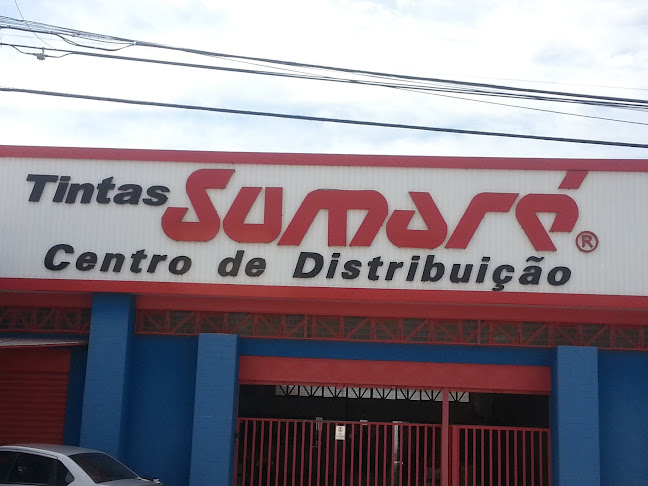 Tintas Sumaré ®
Centro de Distribuição